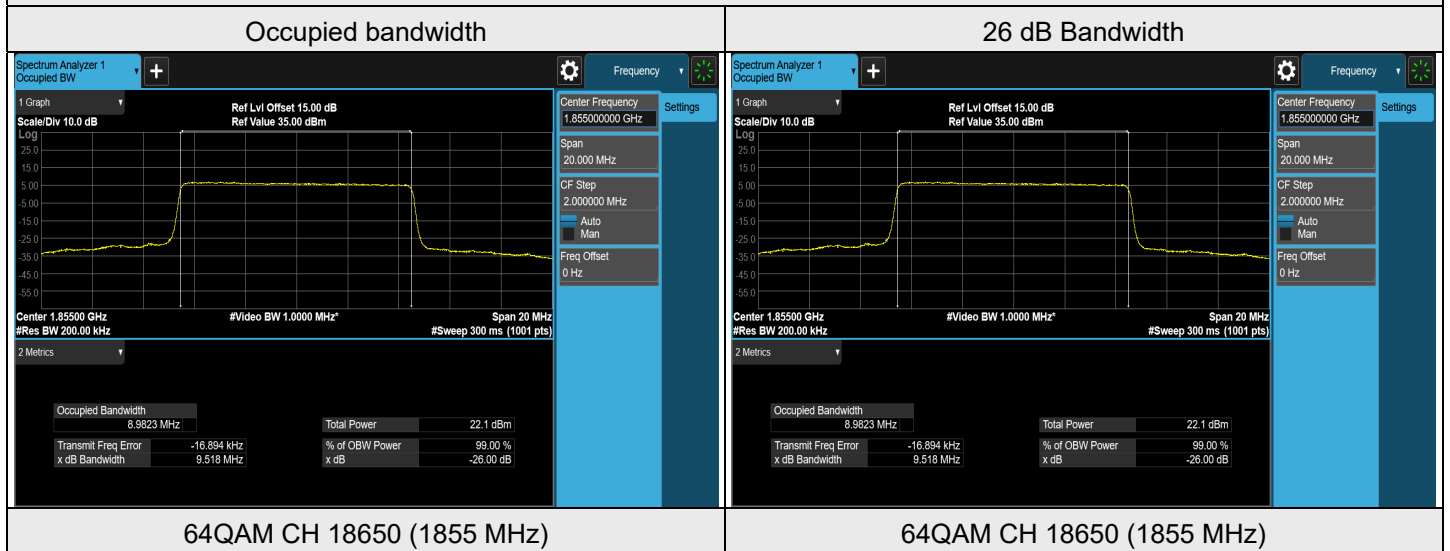 Occupied bandwidth
26 dB Bandwidth
Spectrum Analyzer 1
Occupied BW
+
Frequency
1 Graph
Ref Lvl Offset 15.00 dB
Scale/Div 10.0 dB
Ref Value 35.00 dBm
Log
25.0
15.0
5.00
-5.00
-15.0
-25.0
-35.0
-45.0
-55.0
Center 1.85500 GHz
#Video BW 1.0000 MHz*
Span 20 MHz
#Res BW 200.00 kHz
#Sweep 300 ms (1001 pts)
Center Frequency
1.855000000 GHz
Settings
Span
20.000 MHz
CF Step
2.000000 MHz
Auto
Man
Freq Offset
0 Hz
2 Metrics
Occupied Bandwidth
8.9823 MHz
Total Power 22.1 dBm
Transmit Freq Error -16.894 kHz
% of OBW Power 99.00 %
x dB Bandwidth 9.518 MHz
x dB -26.00 dB
Spectrum Analyzer 1
Occupied BW
+
Frequency
1 Graph
Ref Lvl Offset 15.00 dB
Scale/Div 10.0 dB
Ref Value 35.00 dBm
Log
25.0
15.0
5.00
-5.00
-15.0
-25.0
-35.0
-45.0
-55.0
Center 1.85500 GHz
#Video BW 1.0000 MHz*
Span 20 MHz
#Res BW 200.00 kHz
#Sweep 300 ms (1001 pts)
Center Frequency
1.855000000 GHz
Settings
Span
20.000 MHz
CF Step
2.000000 MHz
Auto
Man
Freq Offset
0 Hz
2 Metrics
Occupied Bandwidth
8.9823 MHz
Total Power 22.1 dBm
Transmit Freq Error -16.894 kHz
% of OBW Power 99.00 %
x dB Bandwidth 9.518 MHz
x dB -26.00 dB
64QAM CH 18650 (1855 MHz)
64QAM CH 18650 (1855 MHz)